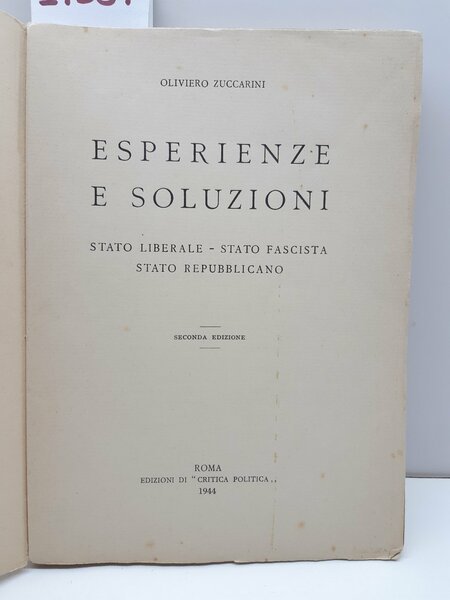 OLIVIERO ZUCCARINI
ESPERIENZE
E SOLUZIONI
STATO LIBERALE - STATO FASCISTA
STATO REPUBBLICANO
SECONDA EDIZIONE
ROMA
EDIZIONI DI "CRITICA POLITICA„
1944